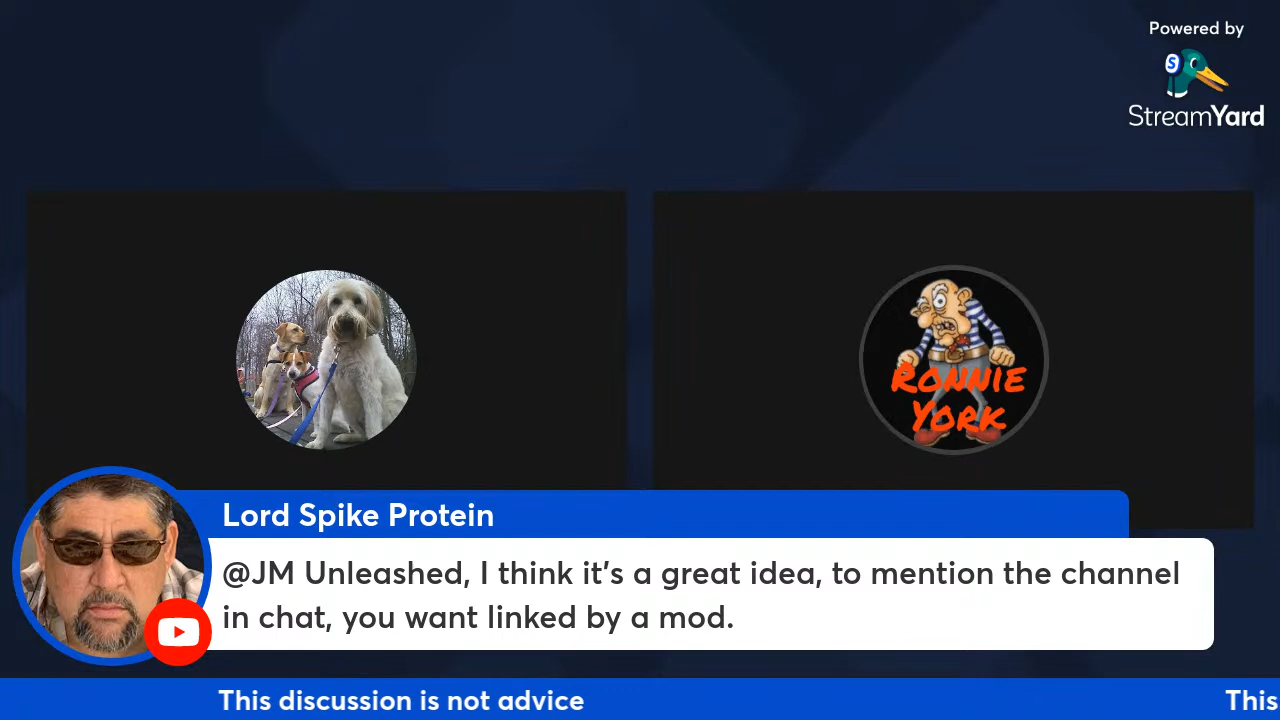 Powered by
S
StreamYard
RONNIE
YORK
Lord Spike Protein
@JM Unleashed, I think it's a great idea, to mention the channel
in chat, you want linked by a mod.
This discussion is not advice
This